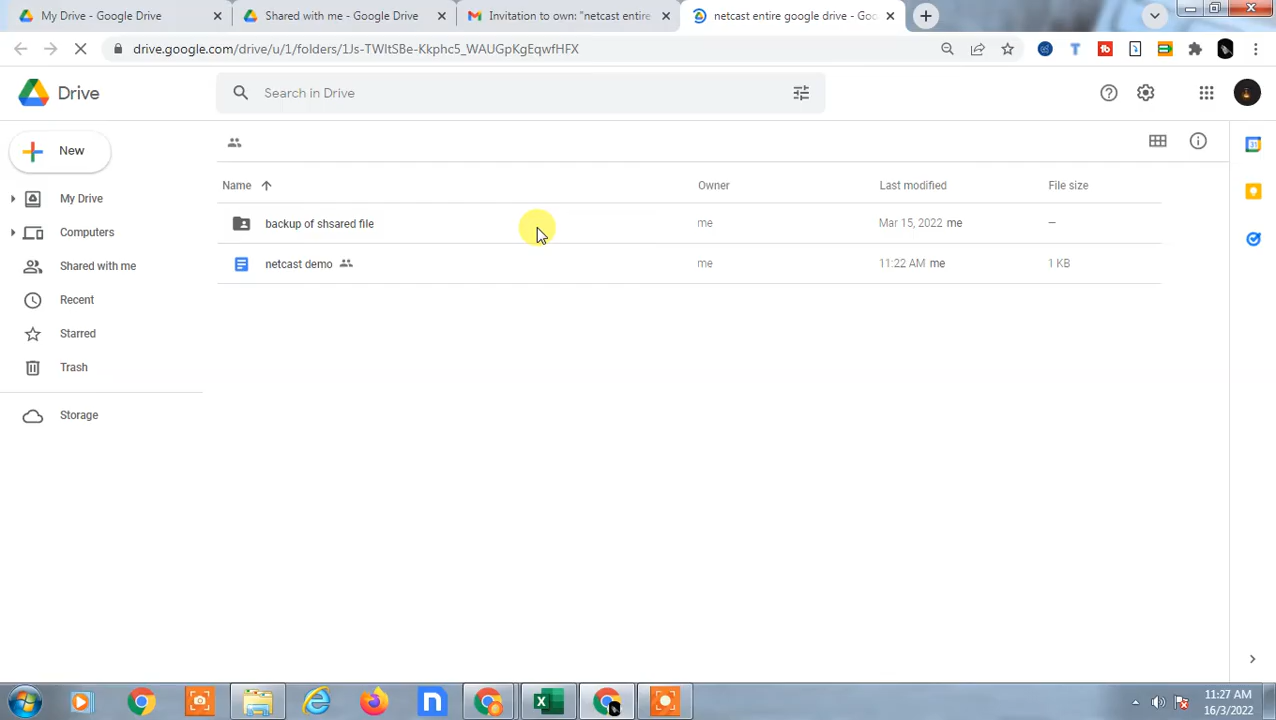 My Drive - Google Drive
Shared with me - Google Drive
Invitation to own: "netcast entire
netcast entire google drive - Goo
drive.google.com/drive/u/1/folders/1Js-TWItSBe-Kkphc5_WAUGpKgEqwfHFX
Drive
Search in Drive
New
My Drive
Computers
Shared with me
Recent
Starred
Trash
Storage
Name Owner Last modified File size
backup of shsared file me Mar 15, 2022 me –
netcast demo me 11:22 AM me 1 KB
11:27 AM
16/3/2022